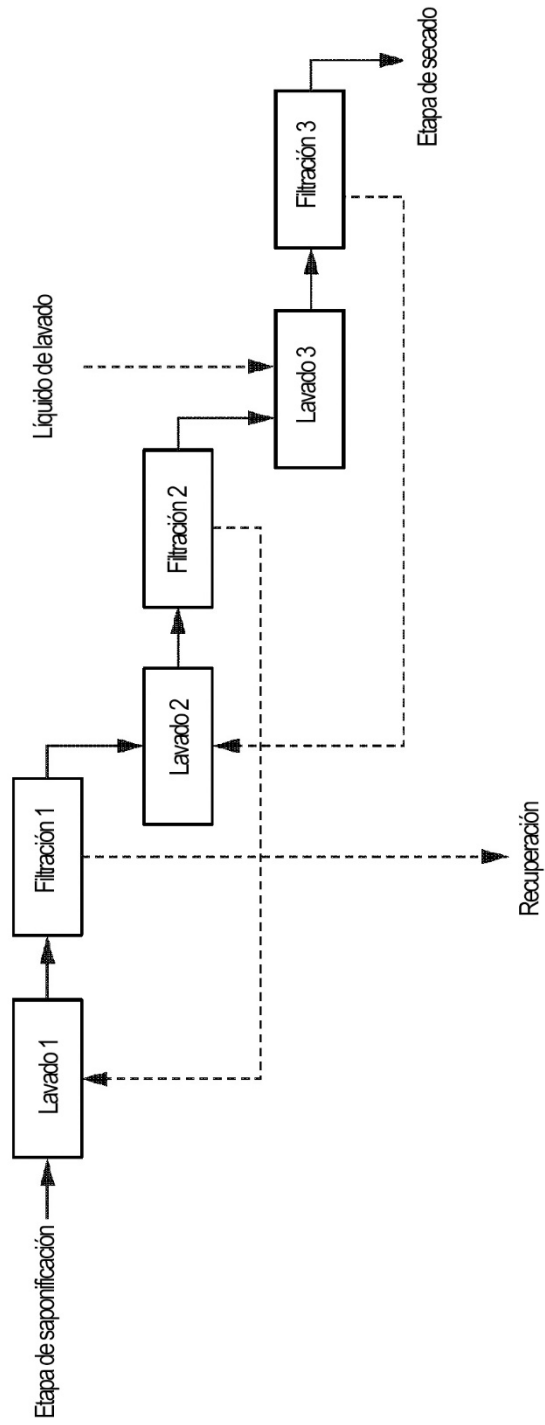 Etapa de saponificación
Lavado 1
Filtración 1
Recuperación
Lavado 2
Filtración 2
Líquido de lavado
Lavado 3
Filtración 3
Etapa de secado